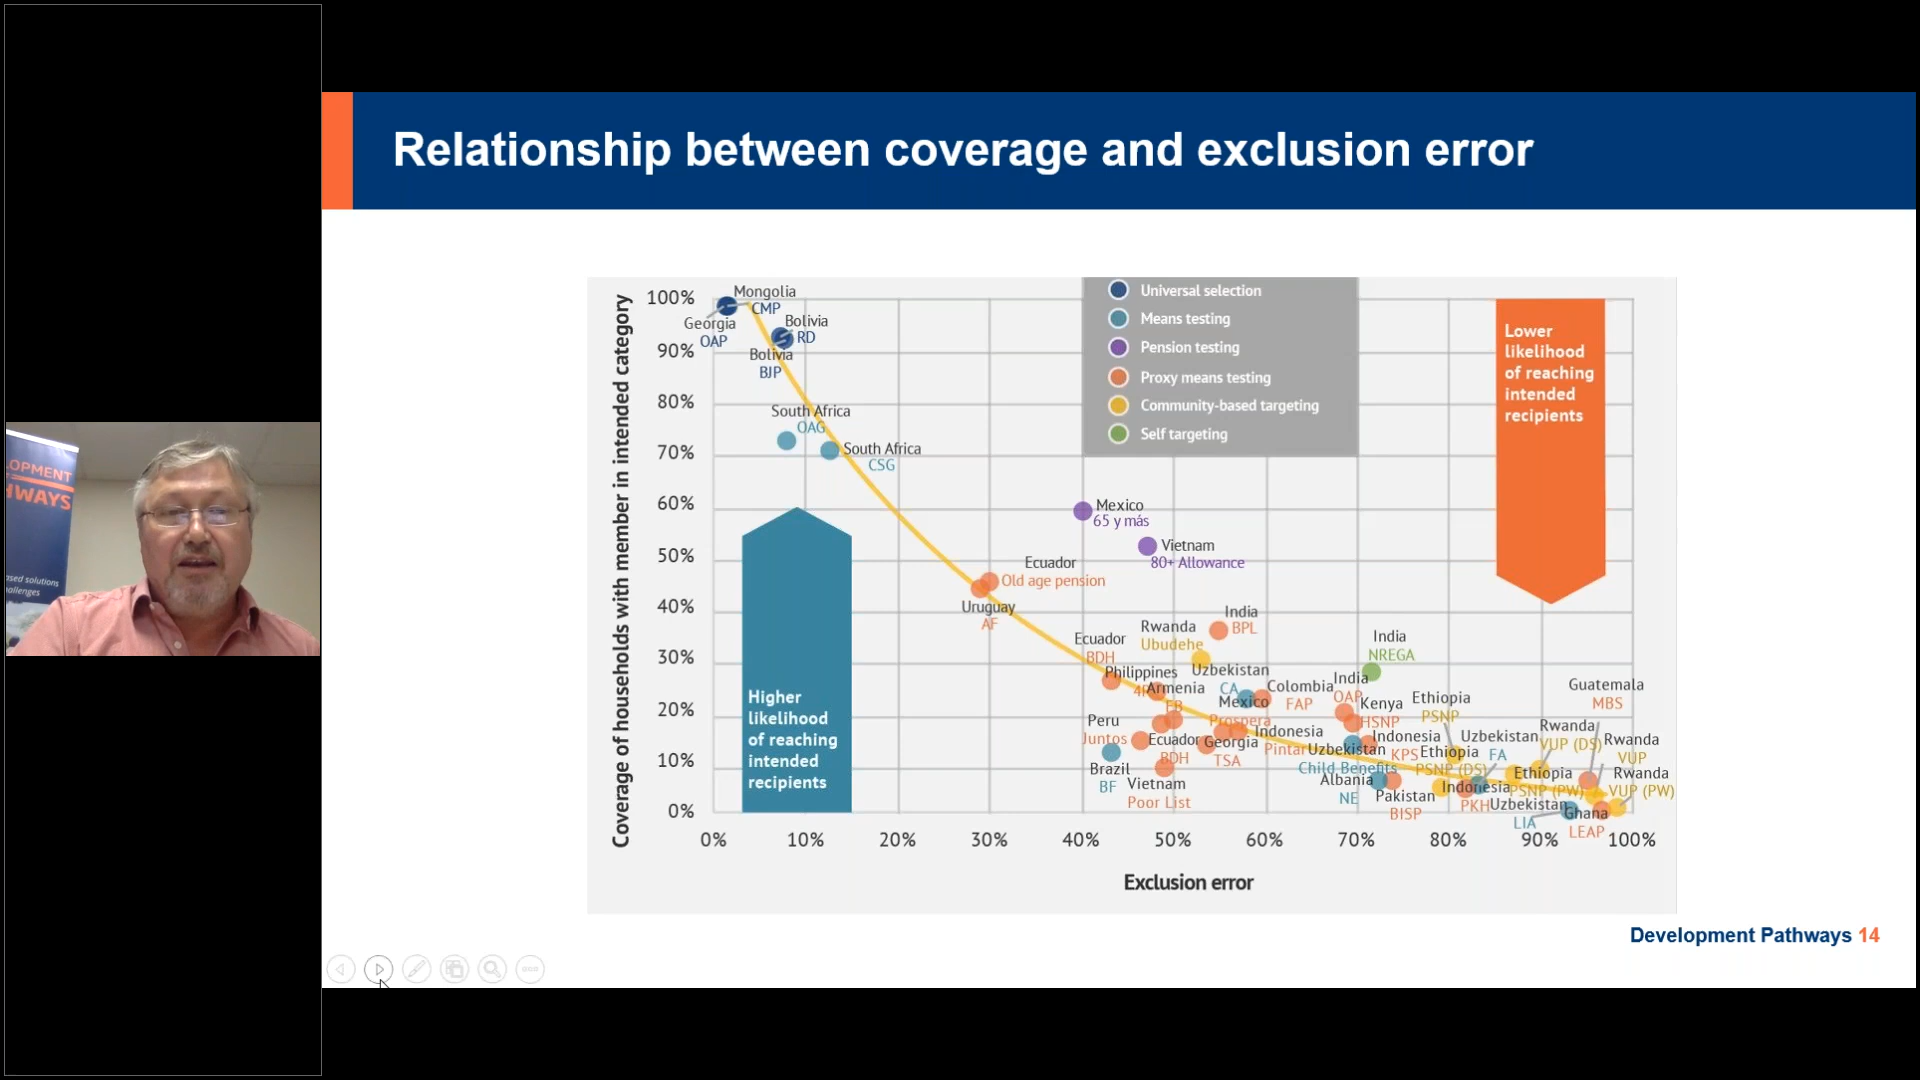 Relationship between coverage and exclusion error
Coverage of households with member in intended category
100%
90%
80%
70%
60%
50%
40%
30%
20%
10%
0%
0%
10%
20%
30%
40%
50%
60%
70%
80%
90%
100%
Exclusion error
Universal selection
Means testing
Pension testing
Proxy means testing
Community-based targeting
Self targeting
Lower
likelihood
of reaching
intended
recipients
Higher
likelihood
of reaching
intended
recipients
Mongolia
CMP
Georgia
OAP
Bolivia
RD
Bolivia
BJP
South Africa
OAG
South Africa
CSG
Mexico
65 y más
Vietnam
80+ Allowance
Ecuador
Old age pension
Uruguay
AF
India
BPL
Rwanda
Ubudehe
Ecuador
BDH
India
NREGA
Philippines
Armenia
FB
Uzbekistan
CA
Mexico
Prospera
Colombia
FAP
India
OAP
Kenya
HSNP
Ethiopia
PSNP
Guatemala
MBS
Peru
Juntos
Ecuador
BDH
Georgia
TSA
Indonesia
Pintar
Uzbekistan
Child Benefits
Indonesia
KPS
Ethiopia
PSNP (DS)
Uzbekistan
FA
Rwanda
VUP (DS)
Rwanda
VUP
Brazil
BF
Vietnam
Poor List
Albania
NE
Pakistan
BISP
Indonesia
PKH
Ethiopia
PSNP (PW)
Rwanda
VUP (PW)
Uzbekistan
LIA
Ghana
LEAP
Development Pathways 14
LOPMENT
HWAYS
ased solutions
hallenges